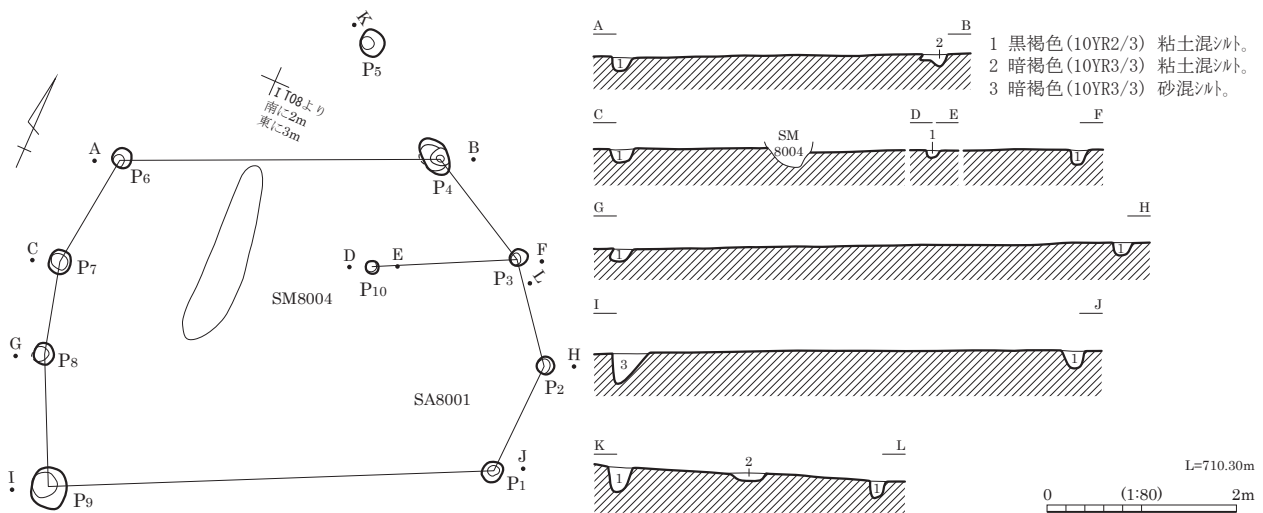 K
P5
I T08より
南に2m
東に3m
A
P6
B
P4
C
P7
D
E
P10
F
P3
L
SM8004
G
P8
H
P2
SA8001
I
P9
J
P1
A
B
1
2
1 黒褐色(10YR2/3) 粘土混ｼﾙﾄ。
2 暗褐色(10YR3/3) 粘土混ｼﾙﾄ。
3 暗褐色(10YR3/3) 砂混ｼﾙﾄ。
C
D
E
F
1
SM
8004
1
1
G
H
1
1
I
J
3
1
K
L
1
2
1
L=710.30m
0 (1:80) 2m